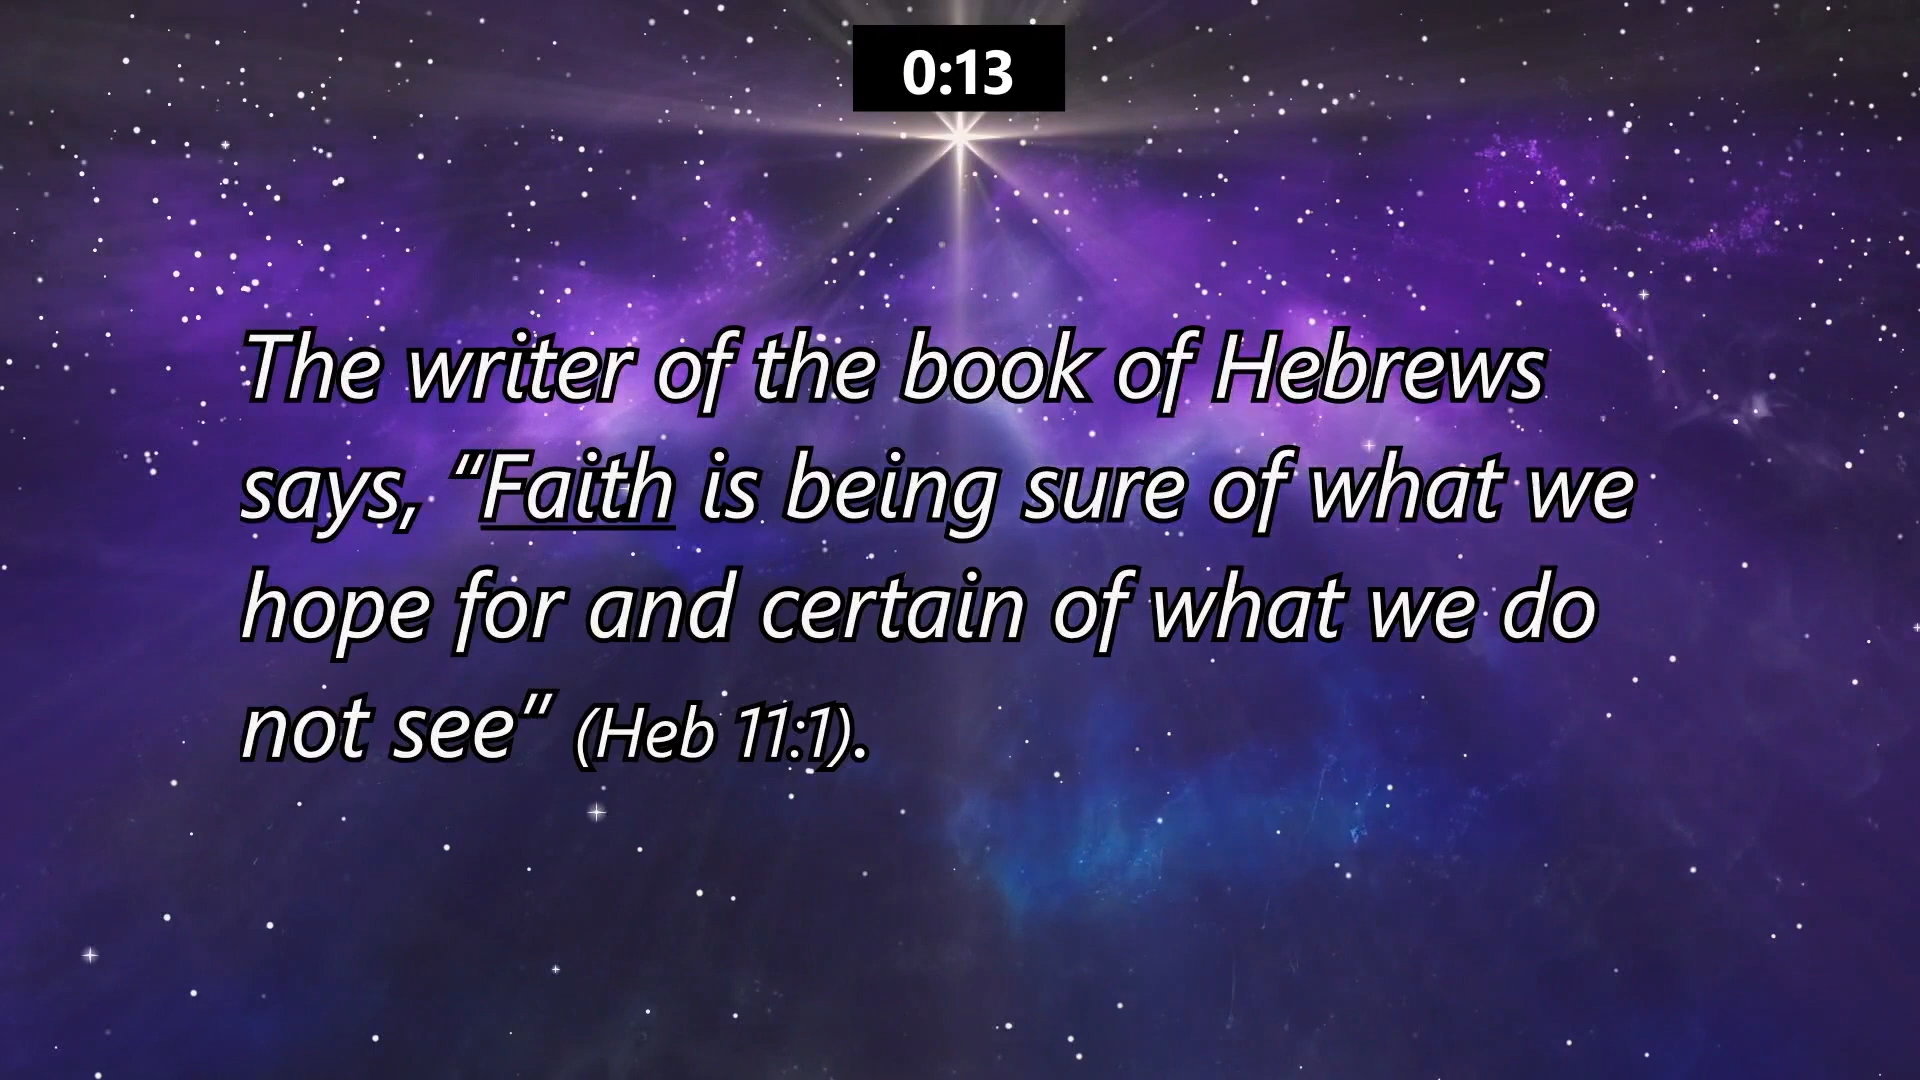 0:13
The writer of the book of Hebrews
says, “Faith is being sure of what we
hope for and certain of what we do
not see” (Heb 11:1).